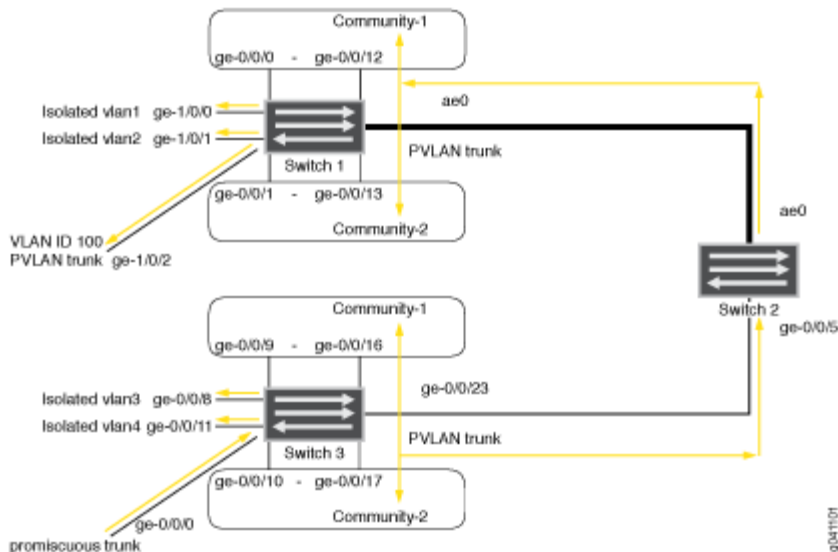 Community-1
ge-0/0/0 - ge-0/0/12
Isolated vlan1 ge-1/0/0
ae0
Isolated vlan2 ge-1/0/1
PVLAN trunk
Switch 1
ge-0/0/1 - ge-0/0/13
Community-2
ae0
VLAN ID 100
PVLAN trunk ge-1/0/2
Switch 2
Community-1
ge-0/0/5
ge-0/0/9 - ge-0/0/16
Isolated vlan3 ge-0/0/8
ge-0/0/23
Isolated vlan4 ge-0/0/11
PVLAN trunk
Switch 3
ge-0/0/10 - ge-0/0/17
Community-2
ge-0/0/0
promiscuous trunk
g041101